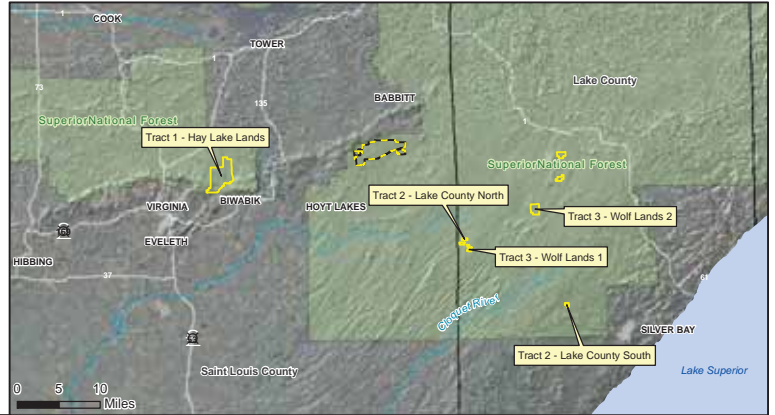 COOK
1
TOWER
1
73
135
BABBITT
Lake County
1
SuperiorNational Forest
Tract 1 - Hay Lake Lands
SuperiorNational Forest
VIRGINIA
BIWABIK
HOYT LAKES
Tract 2 - Lake County North
Tract 3 - Wolf Lands 2
EVELETH
Tract 3 - Wolf Lands 1
HIBBING
37
61
Cloquet River
SILVER BAY
Tract 2 - Lake County South
Saint Louis County
Lake Superior
0 5 10
Miles